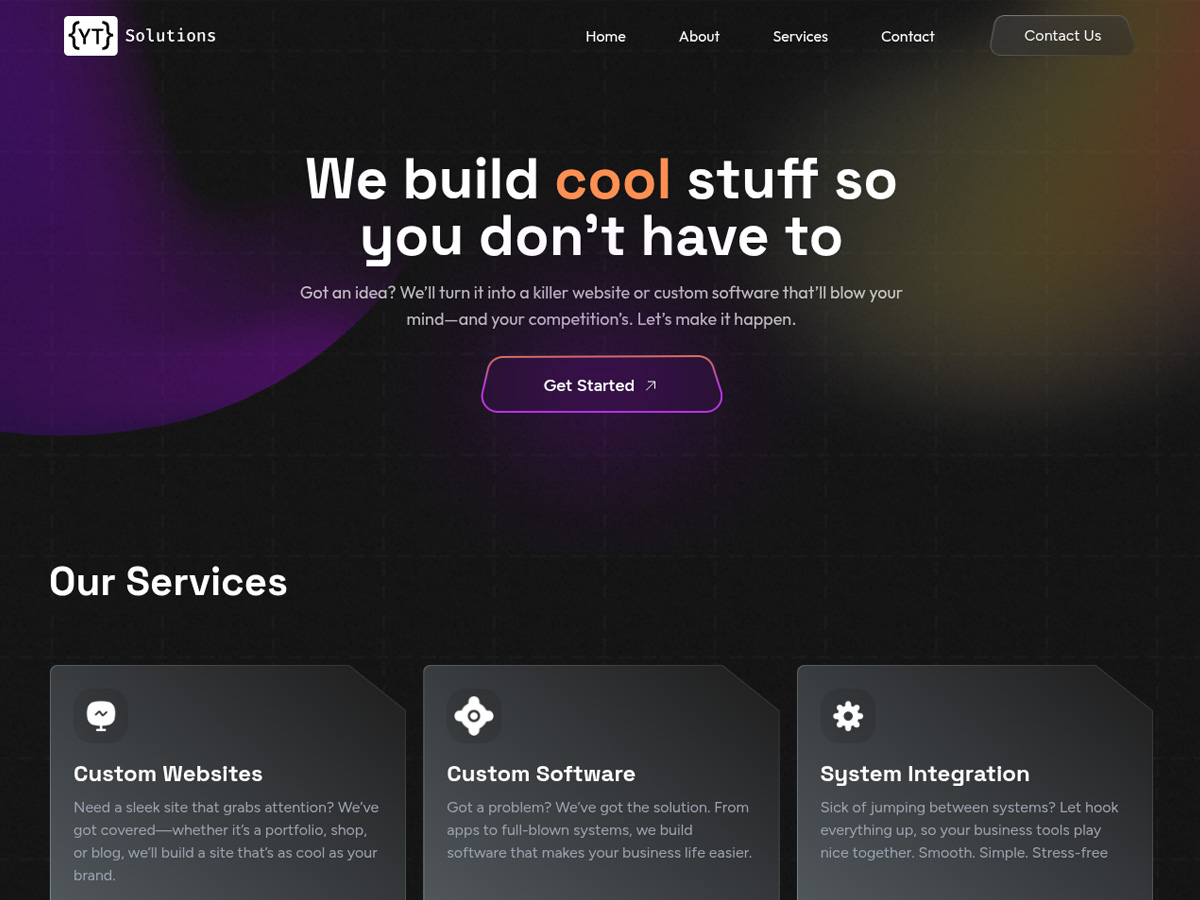 {YT} Solutions
Home About Services Contact Contact Us
We build cool stuff so
you don’t have to
Got an idea? We’ll turn it into a killer website or custom software that’ll blow your
mind—and your competition’s. Let’s make it happen.
Get Started
Our Services
Custom Websites
Need a sleek site that grabs attention? We’ve
got covered—whether it’s a portfolio, shop,
or blog, we’ll build a site that’s as cool as your
brand.
Custom Software
Got a problem? We’ve got the solution. From
apps to full-blown systems, we build
software that makes your business life easier.
System Integration
Sick of jumping between systems? Let hook
everything up, so your business tools play
nice together. Smooth. Simple. Stress-free